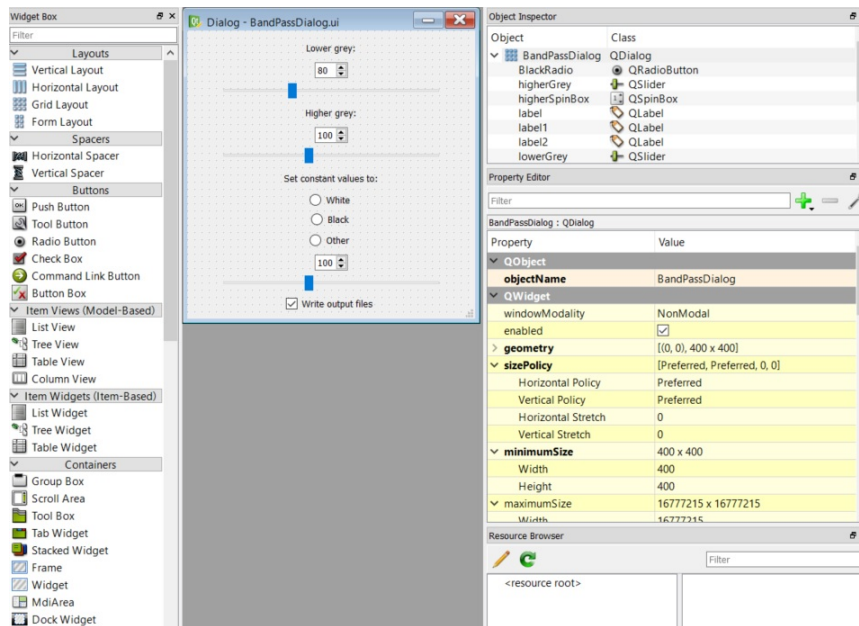 Widget Box
Filter
Layouts
Vertical Layout
Horizontal Layout
Grid Layout
Form Layout
Spacers
Horizontal Spacer
Vertical Spacer
Buttons
Push Button
Tool Button
Radio Button
Check Box
Command Link Button
Button Box
Item Views (Model-Based)
List View
Tree View
Table View
Column View
Item Widgets (Item-Based)
List Widget
Tree Widget
Table Widget
Containers
Group Box
Scroll Area
Tool Box
Tab Widget
Stacked Widget
Frame
Widget
MdiArea
Dock Widget
Dialog - BandPassDialog.ui
Lower grey:
80
Higher grey:
100
Set constant values to:
White
Black
Other
100
Write output files
Object Inspector
Object Class
BandPassDialog QDialog
BlackRadio QRadioButton
higherGrey QSlider
higherSpinBox QSpinBox
label QLabel
label1 QLabel
label2 QLabel
lowerGrey QSlider
Property Editor
Filter
BandPassDialog : QDialog
Property Value
QObject
objectName BandPassDialog
QWidget
windowModality NonModal
enabled
geometry [(0, 0), 400 x 400]
sizePolicy [Preferred, Preferred, 0, 0]
Horizontal Policy Preferred
Vertical Policy Preferred
Horizontal Stretch 0
Vertical Stretch 0
minimumSize 400 x 400
Width 400
Height 400
maximumSize 16777215 x 16777215
Width 16777215
Resource Browser
Filter
<resource root>